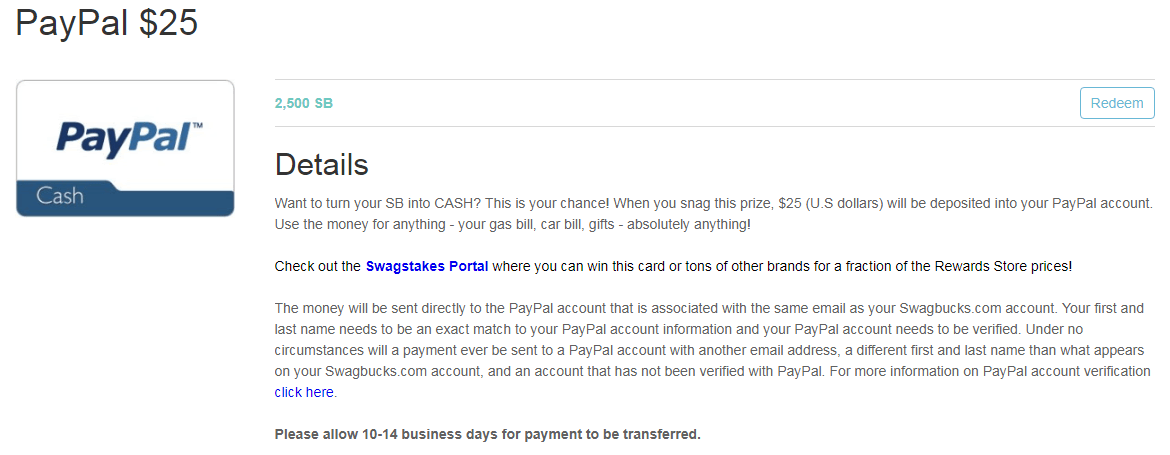 PayPal $25
PayPal™
Cash
2,500 SB
Redeem
Details
Want to turn your SB into CASH? This is your chance! When you snag this prize, $25 (U.S dollars) will be deposited into your PayPal account.
Use the money for anything - your gas bill, car bill, gifts - absolutely anything!
Check out the Swagstakes Portal where you can win this card or tons of other brands for a fraction of the Rewards Store prices!
The money will be sent directly to the PayPal account that is associated with the same email as your Swagbucks.com account. Your first and
last name needs to be an exact match to your PayPal account information and your PayPal account needs to be verified. Under no
circumstances will a payment ever be sent to a PayPal account with another email address, a different first and last name than what appears
on your Swagbucks.com account, and an account that has not been verified with PayPal. For more information on PayPal account verification
click here.
Please allow 10-14 business days for payment to be transferred.